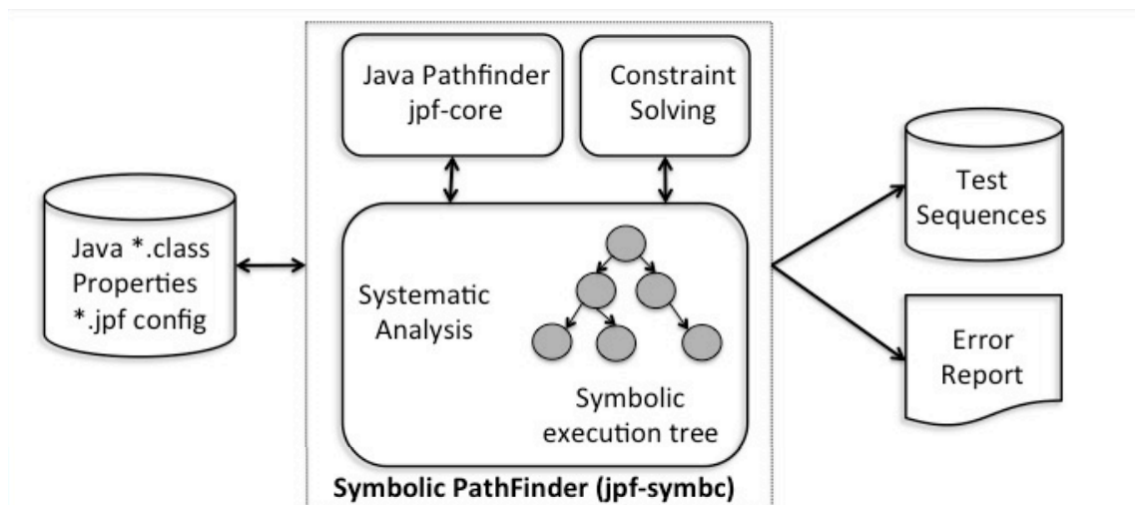 Java *.class
Properties
*.jpf config
Java Pathfinder
jpf-core
Constraint
Solving
Systematic
Analysis
Symbolic
execution tree
Symbolic PathFinder (jpf-symbc)
Test
Sequences
Error
Report